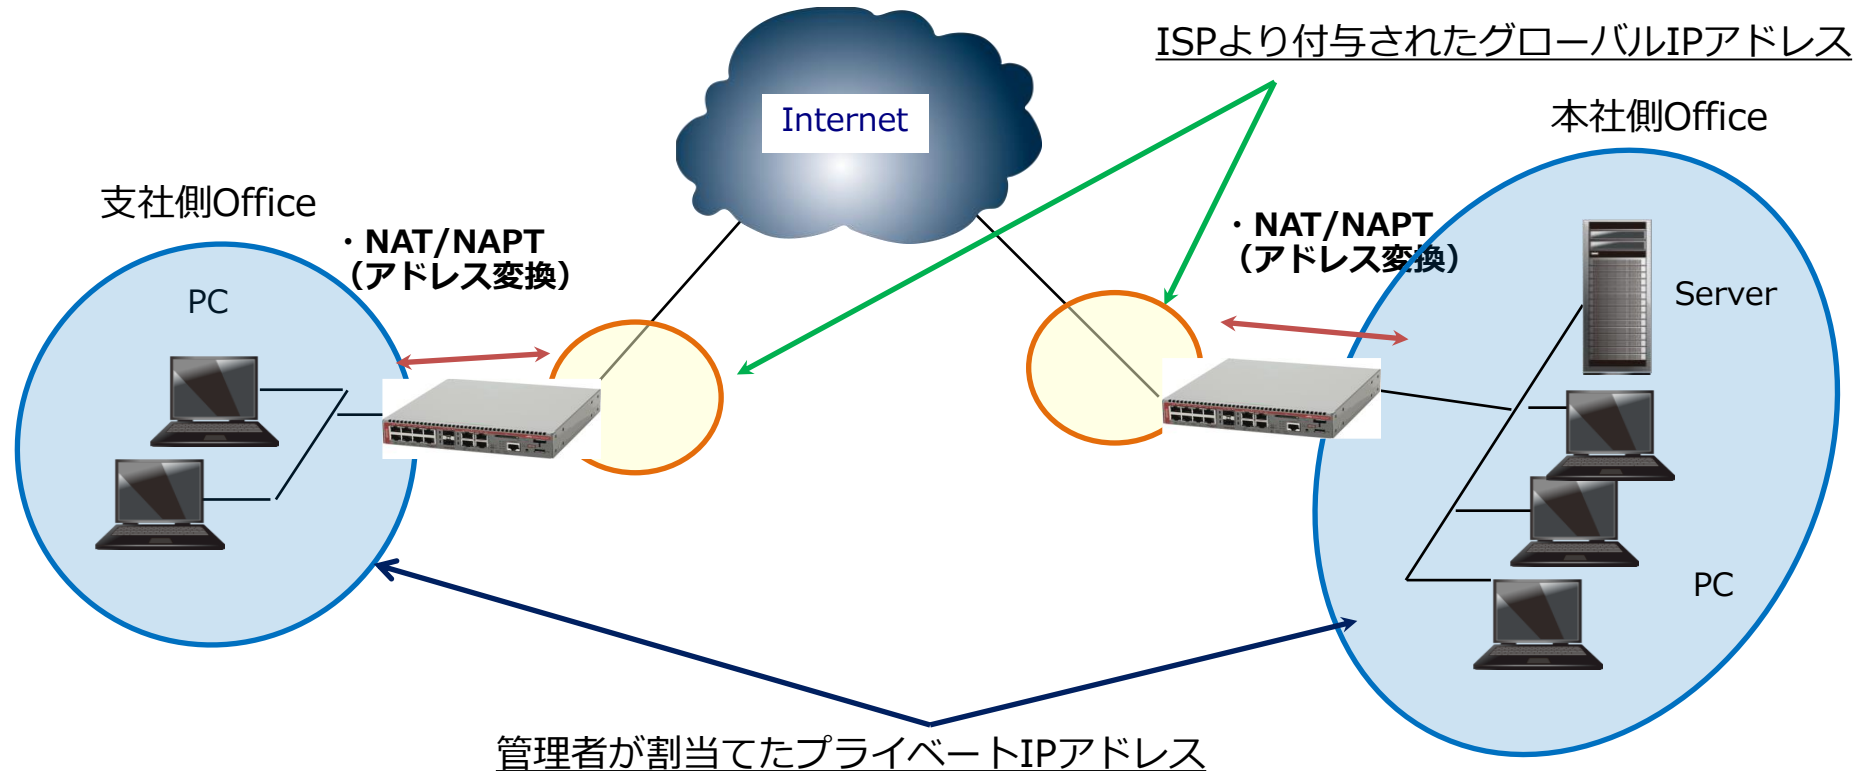 ISPより付与されたグローバルIPアドレス
Internet
本社側Office
支社側Office
・NAT/NAPT
（アドレス変換）
・NAT/NAPT
（アドレス変換）
PC
Server
PC
管理者が割当てたプライベートIPアドレス